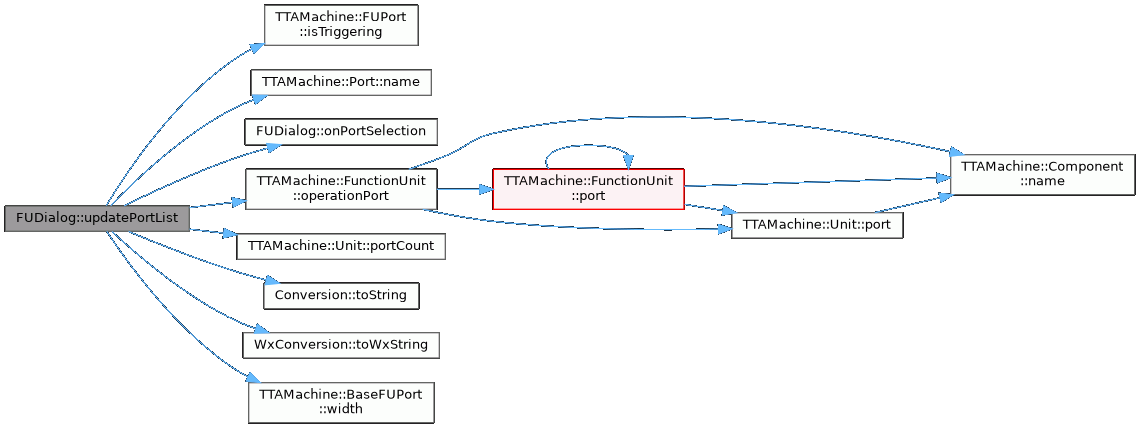 TTAMachine::FUPort
::isTriggering
TTAMachine::Port::name
FUDialog::onPortSelection
TTAMachine::FunctionUnit
::operationPort
TTAMachine::FunctionUnit
::port
TTAMachine::Component
::name
FUDialog::updatePortList
TTAMachine::Unit::port
TTAMachine::Unit::portCount
Conversion::toString
WxConversion::toWxString
TTAMachine::BaseFUPort
::width